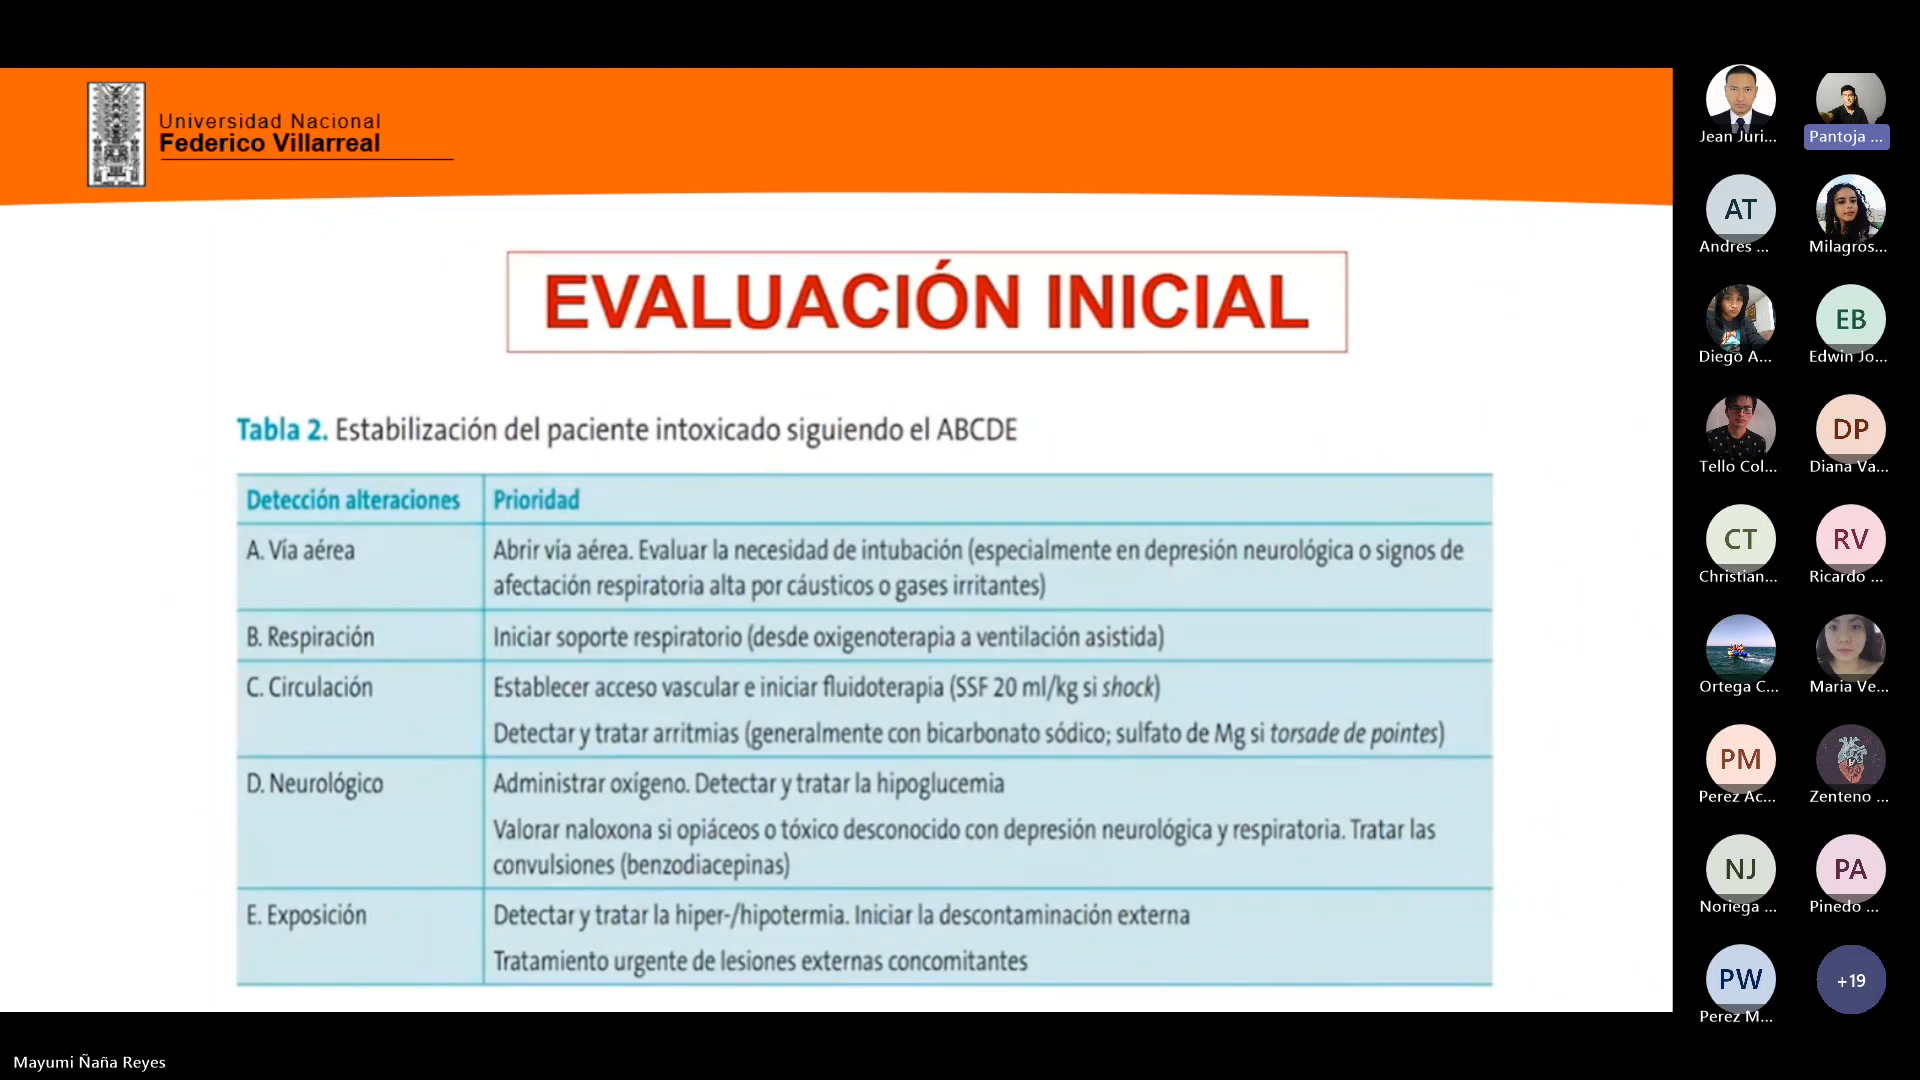 Universidad Nacional
Federico Villarreal
EVALUACIÓN INICIAL
Tabla 2. Estabilización del paciente intoxicado siguiendo el ABCDE
Detección alteraciones
Prioridad
A. Vía aérea
Abrir vía aérea. Evaluar la necesidad de intubación (especialmente en depresión neurológica o signos de
afectación respiratoria alta por cáusticos o gases irritantes)
B. Respiración
Iniciar soporte respiratorio (desde oxigenoterapia a ventilación asistida)
C. Circulación
Establecer acceso vascular e iniciar fluidoterapia (SSF 20 ml/kg si shock)
Detectar y tratar arritmias (generalmente con bicarbonato sódico; sulfato de Mg si torsade de pointes)
D. Neurológico
Administrar oxígeno. Detectar y tratar la hipoglucemia
Valorar naloxona si opiáceos o tóxico desconocido con depresión neurológica y respiratoria. Tratar las
convulsiones (benzodiacepinas)
E. Exposición
Detectar y tratar la hiper-/hipotermia. Iniciar la descontaminación externa
Tratamiento urgente de lesiones externas concomitantes
Jean Juri...
Pantoja ...
AT
Andres ...
Milagros...
Diego A...
EB
Edwin Jo...
Tello Col...
DP
Diana Va...
CT
Christian...
RV
Ricardo ...
Ortega C...
Maria Ve...
PM
Perez Ac...
Zenteno ...
NJ
Noriega ...
PA
Pinedo ...
PW
Perez M...
+19
Mayumi Ñaña Reyes